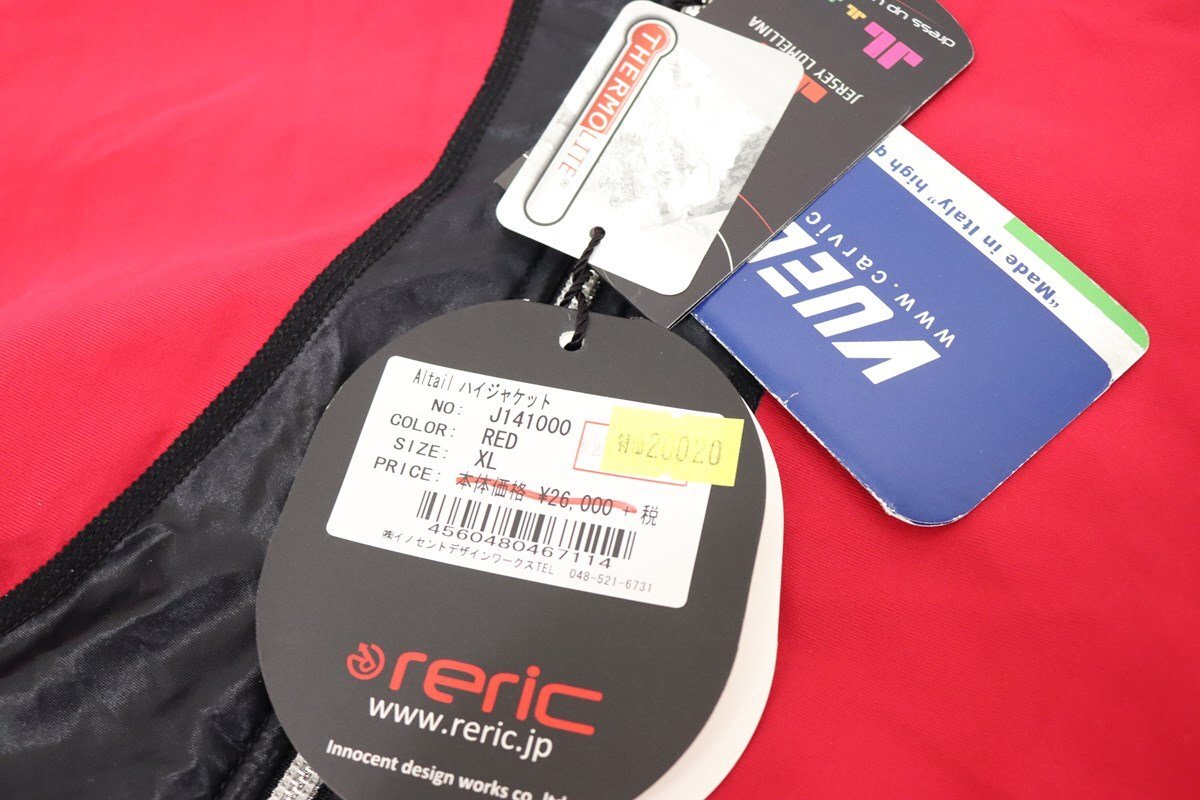 THERMOLITE®
dress up u
JL
JERSEY LOMELLINA
"Made in Italy" high q
VUE
www.carvic
Altail ハイジャケット
NO: J141000
COLOR: RED
SIZE: XL
PRICE: 本体価格 ¥26,000 + 税
4560480467114
㈱イノセントデザインワークスTEL 048-521-6731
reric
www.reric.jp
Innocent design works co.